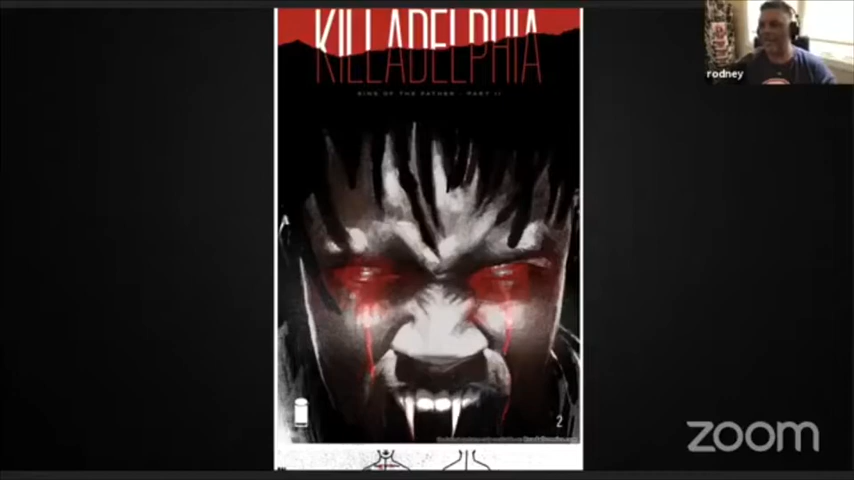 KILLADELPHIA
SINS OF THE FATHER - PART II
rodney
2
zoom